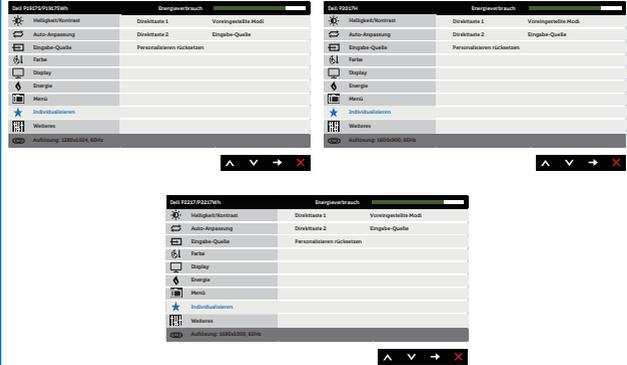 Dell P1917S/P1917SWh Energieverbrauch
Helligkeit/Kontrast Direkttaste 1 Voreingestellte Modi
Auto-Anpassung Direkttaste 2 Eingabe-Quelle
Eingabe-Quelle Personalisieren rücksetzen
Farbe
Display
Energie
Menü
Individualisieren
Weiteres
Auflösung: 1280x1024, 60Hz
Dell P2017H Energieverbrauch
Helligkeit/Kontrast Direkttaste 1 Voreingestellte Modi
Auto-Anpassung Direkttaste 2 Eingabe-Quelle
Eingabe-Quelle Personalisieren rücksetzen
Farbe
Display
Energie
Menü
Individualisieren
Weiteres
Auflösung: 1600x900, 60Hz
Dell P2217/P2217Wh Energieverbrauch
Helligkeit/Kontrast Direkttaste 1 Voreingestellte Modi
Auto-Anpassung Direkttaste 2 Eingabe-Quelle
Eingabe-Quelle Personalisieren rücksetzen
Farbe
Display
Energie
Menü
Individualisieren
Weiteres
Auflösung: 1680x1050, 60Hz